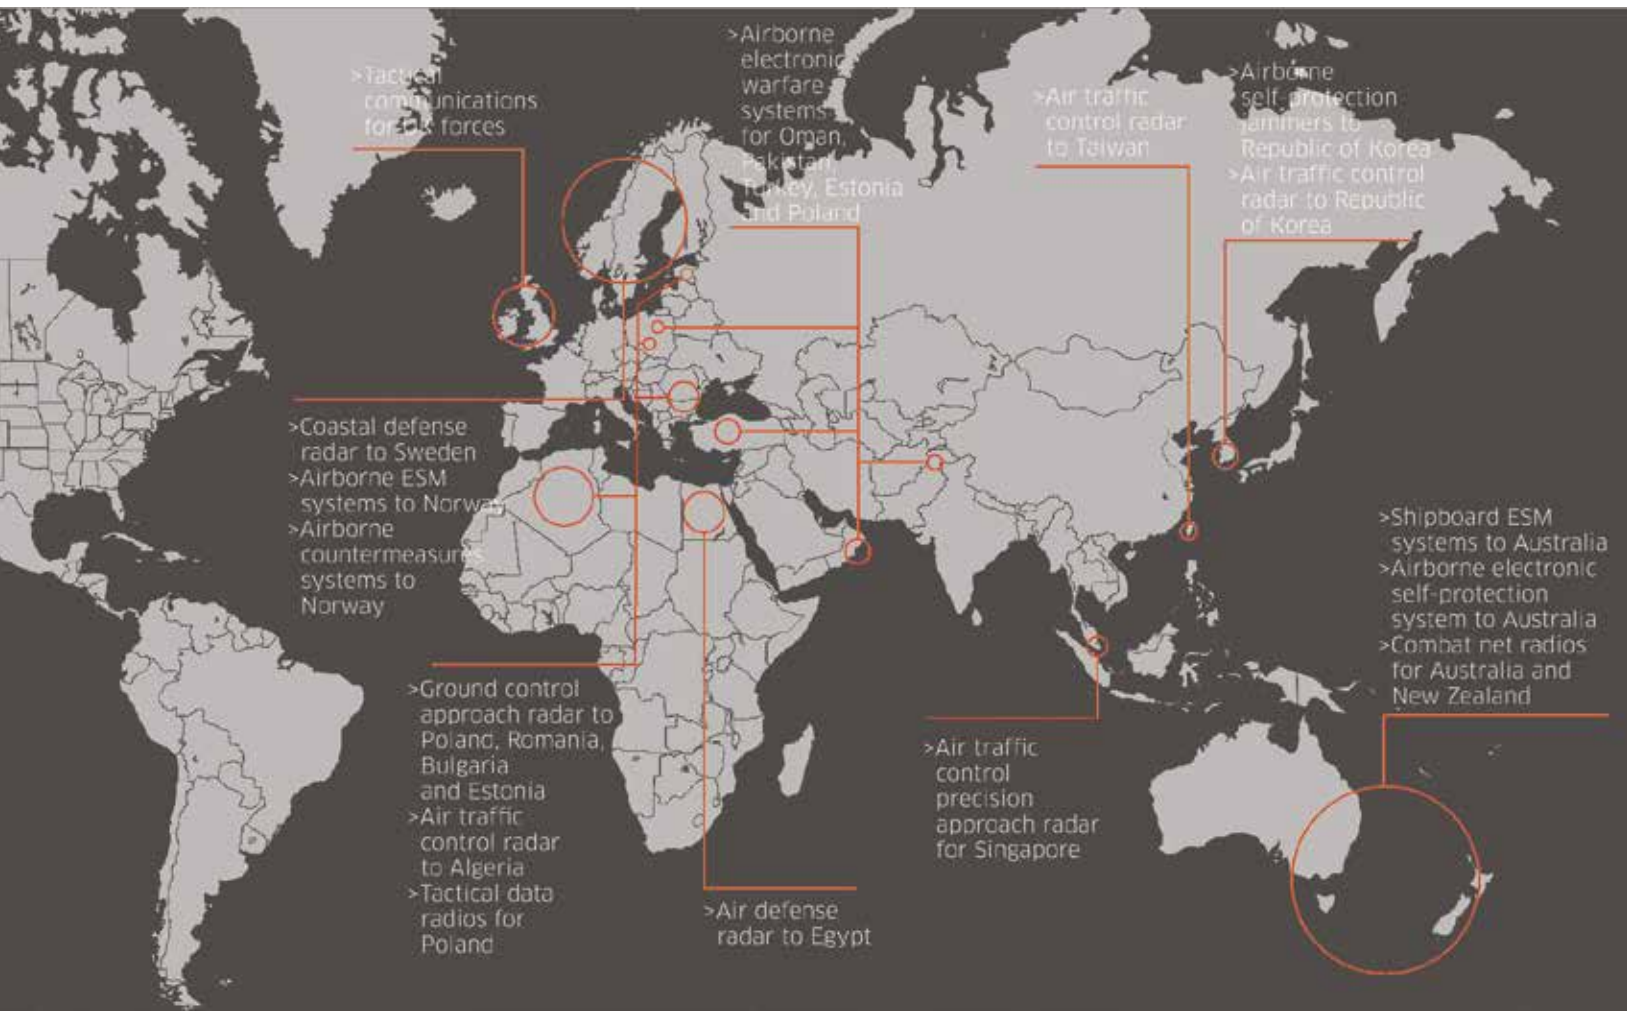 >Tactical
communications
for UK forces
>Airborne
electronic
warfare
systems
for Oman,
Pakistan,
Turkey, Estonia
and Poland
>Air traffic
control radar
to Taiwan
>Airborne
self-protection
jammers to
Republic of Korea
>Air traffic control
radar to Republic
of Korea
>Coastal defense
radar to Sweden
>Airborne ESM
systems to Norway
>Airborne
countermeasures
systems to
Norway
>Ground control
approach radar to
Poland, Romania,
Bulgaria
and Estonia
>Air traffic
control radar
to Algeria
>Tactical data
radios for
Poland
>Air defense
radar to Egypt
>Air traffic
control
precision
approach radar
for Singapore
>Shipboard ESM
systems to Australia
>Airborne electronic
self-protection
system to Australia
>Combat net radios
for Australia and
New Zealand